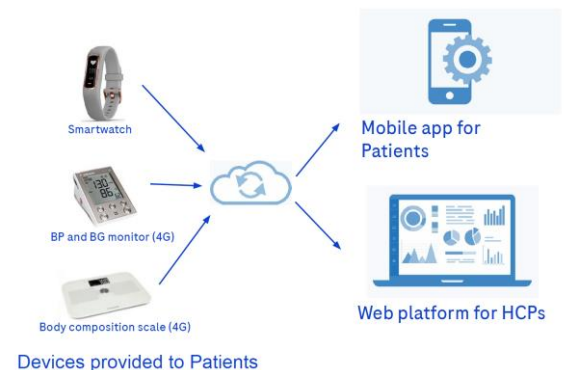 Smartwatch
BP and BG monitor (4G)
Body composition scale (4G)
Devices provided to Patients
Mobile app for
Patients
Web platform for HCPs